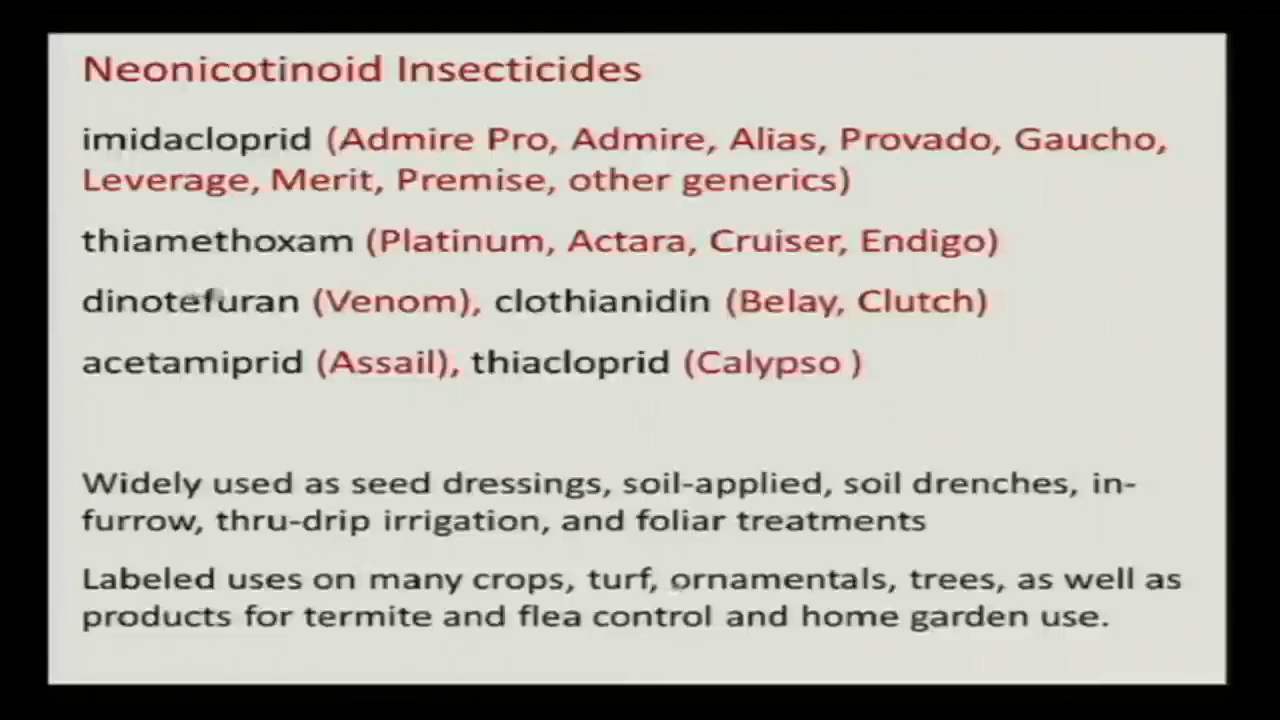 Neonicotinoid Insecticides
imidacloprid (Admire Pro, Admire, Alias, Provado, Gaucho,
Leverage, Merit, Premise, other generics)
thiamethoxam (Platinum, Actara, Cruiser, Endigo)
dinotefuran (Venom), clothianidin (Belay, Clutch)
acetamiprid (Assail), thiacloprid (Calypso )
Widely used as seed dressings, soil-applied, soil drenches, in-
furrow, thru-drip irrigation, and foliar treatments
Labeled uses on many crops, turf, ornamentals, trees, as well as
products for termite and flea control and home garden use.